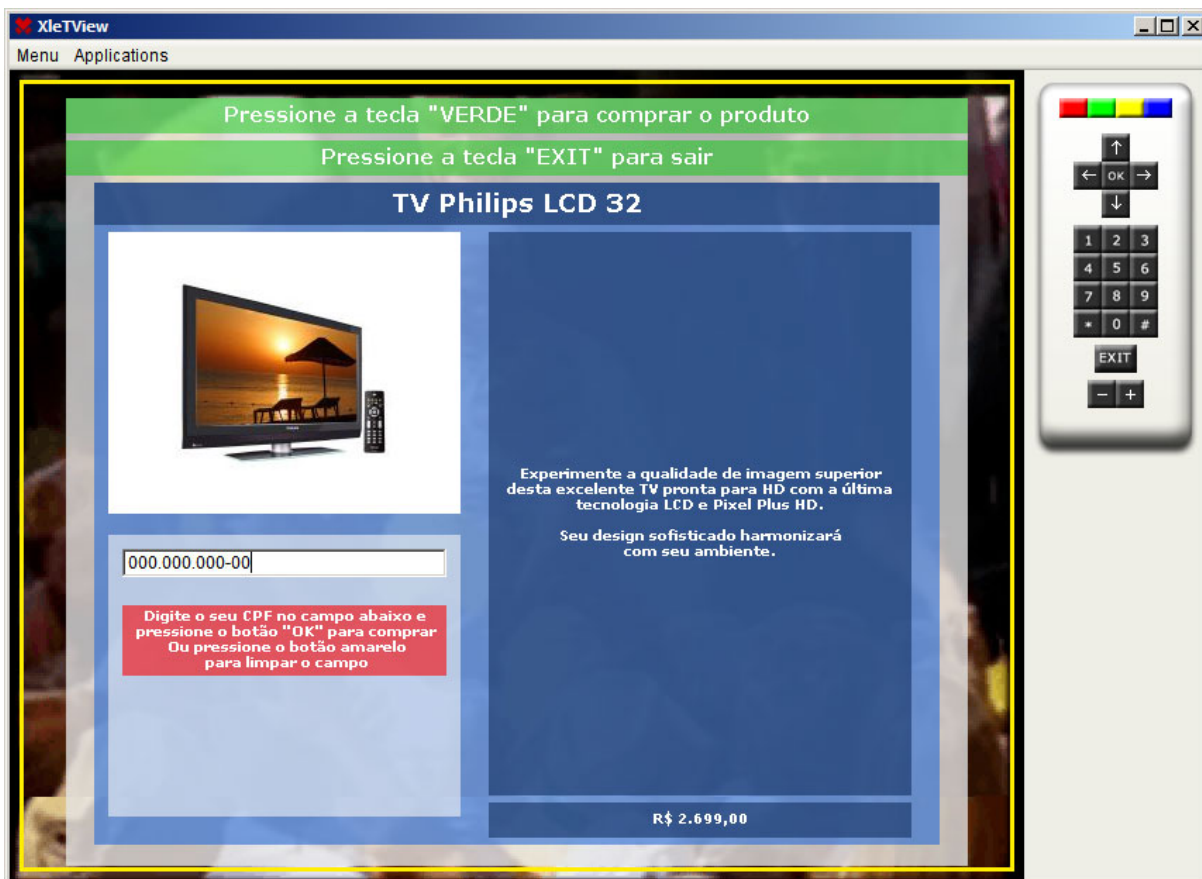 XleTView
Menu Applications
Pressione a tecla "VERDE" para comprar o produto
Pressione a tecla "EXIT" para sair
TV Philips LCD 32
Experimente a qualidade de imagem superior
desta excelente TV pronta para HD com a última
tecnologia LCD e Pixel Plus HD.
Seu design sofisticado harmonizará
com seu ambiente.
000.000.000-00
Digite o seu CPF no campo abaixo e
pressione o botão "OK" para comprar
Ou pressione o botão amarelo
para limpar o campo
R$ 2.699,00
↑
← OK →
↓
1 2 3
4 5 6
7 8 9
* 0 #
EXIT
- +